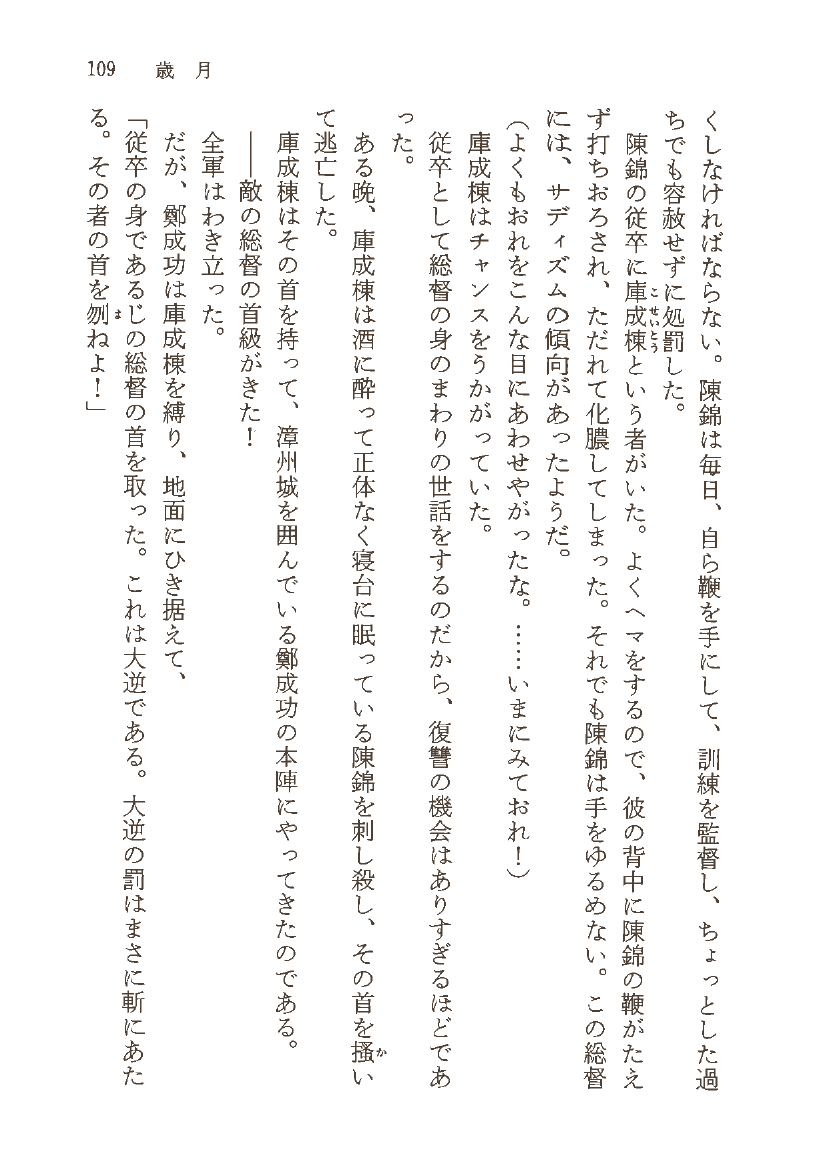 109　歳　月
くしなければならない。陳錦は毎日、自ら鞭を手にして、訓練を監督し、ちょっとした過
ちでも容赦せずに処罰した。
　陳錦の従卒に庫成棟という者がいた。よくヘマをするので、彼の背中に陳錦の鞭がたえ
こせいとう
ず打ちおろされ、ただれて化膿してしまった。それでも陳錦は手をゆるめない。この総督
には、サディズムの傾向があったようだ。
（よくもおれをこんな目にあわせやがったな。……いまにみておれ！）
　庫成棟はチャンスをうかがっていた。
　従卒として総督の身のまわりの世話をするのだから、復讐の機会はありすぎるほどであ
った。
　ある晩、庫成棟は酒に酔って正体なく寝台に眠っている陳錦を刺し殺し、その首を搔い
か
て逃亡した。
　庫成棟はその首を持って、漳州城を囲んでいる鄭成功の本陣にやってきたのである。
　――敵の総督の首級がきた！
　全軍はわき立った。
　だが、鄭成功は庫成棟を縛り、地面にひき据えて、
「従卒の身であるじの総督の首を取った。これは大逆である。大逆の罰はまさに斬にあた
ま
る。その者の首を刎ねよ！」